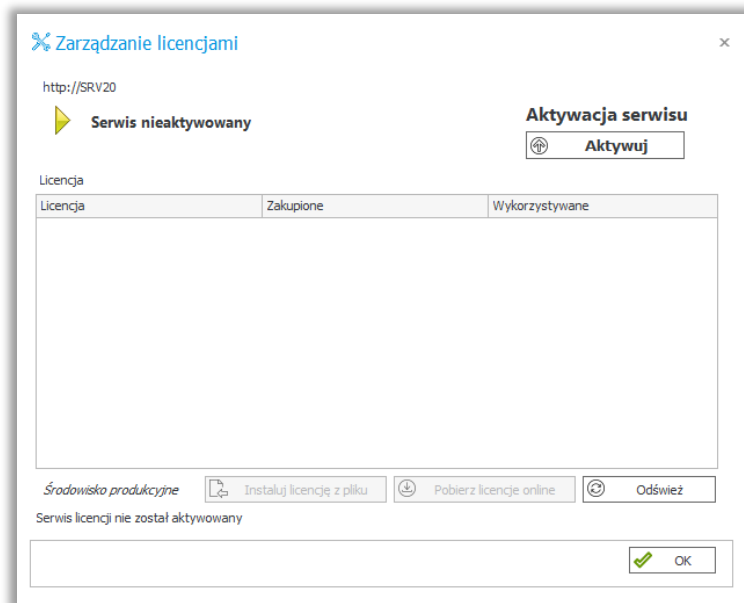 Zarządzanie licencjami
http://SRV20
Serwis nieaktywowany
Aktywacja serwisu
Aktywuj
Licencja
Licencja Zakupione Wykorzystywane
Środowisko produkcyjne Instaluj licencję z pliku Pobierz licencje online Odśwież
Serwis licencji nie został aktywowany
OK